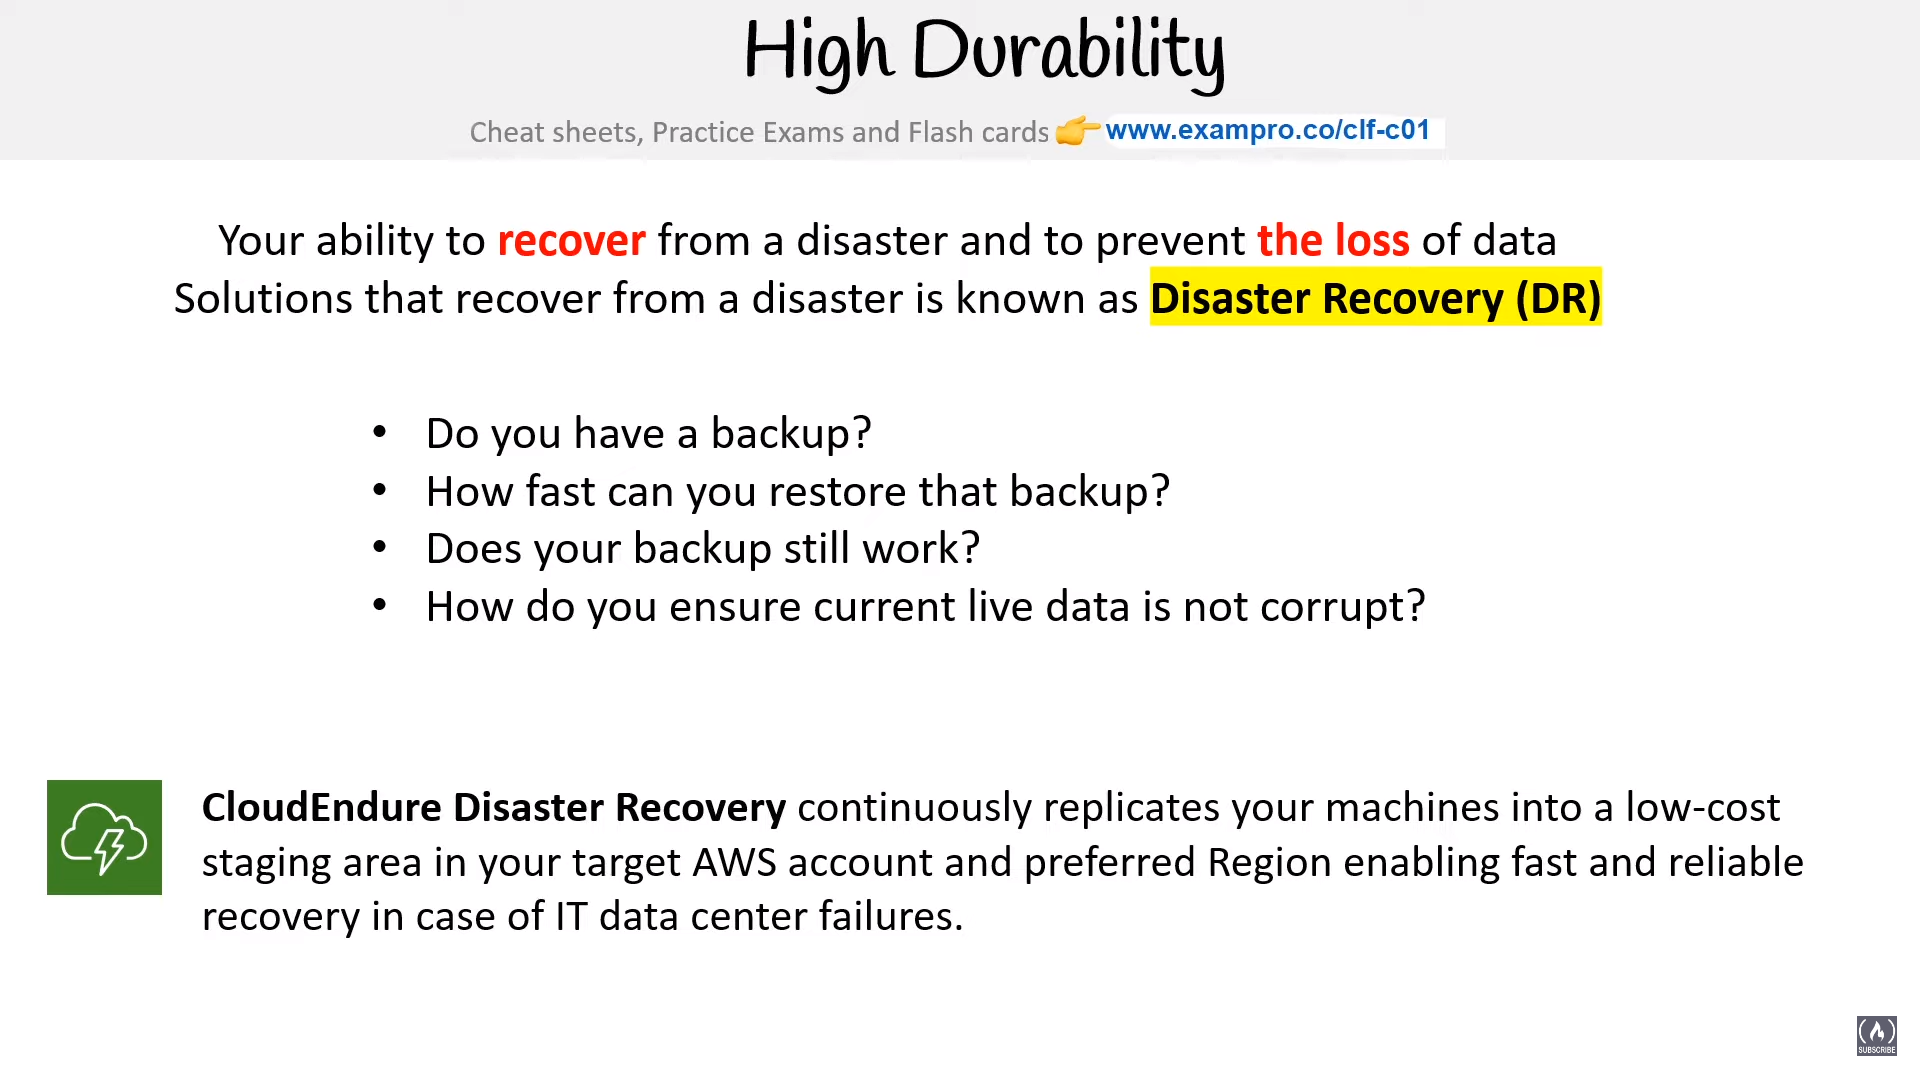 High Durability
Cheat sheets, Practice Exams and Flash cards 👉 www.exampro.co/clf-c01
Your ability to recover from a disaster and to prevent the loss of data
Solutions that recover from a disaster is known as Disaster Recovery (DR)
• Do you have a backup?
• How fast can you restore that backup?
• Does your backup still work?
• How do you ensure current live data is not corrupt?
CloudEndure Disaster Recovery continuously replicates your machines into a low-cost
staging area in your target AWS account and preferred Region enabling fast and reliable
recovery in case of IT data center failures.
SUBSCRIBE